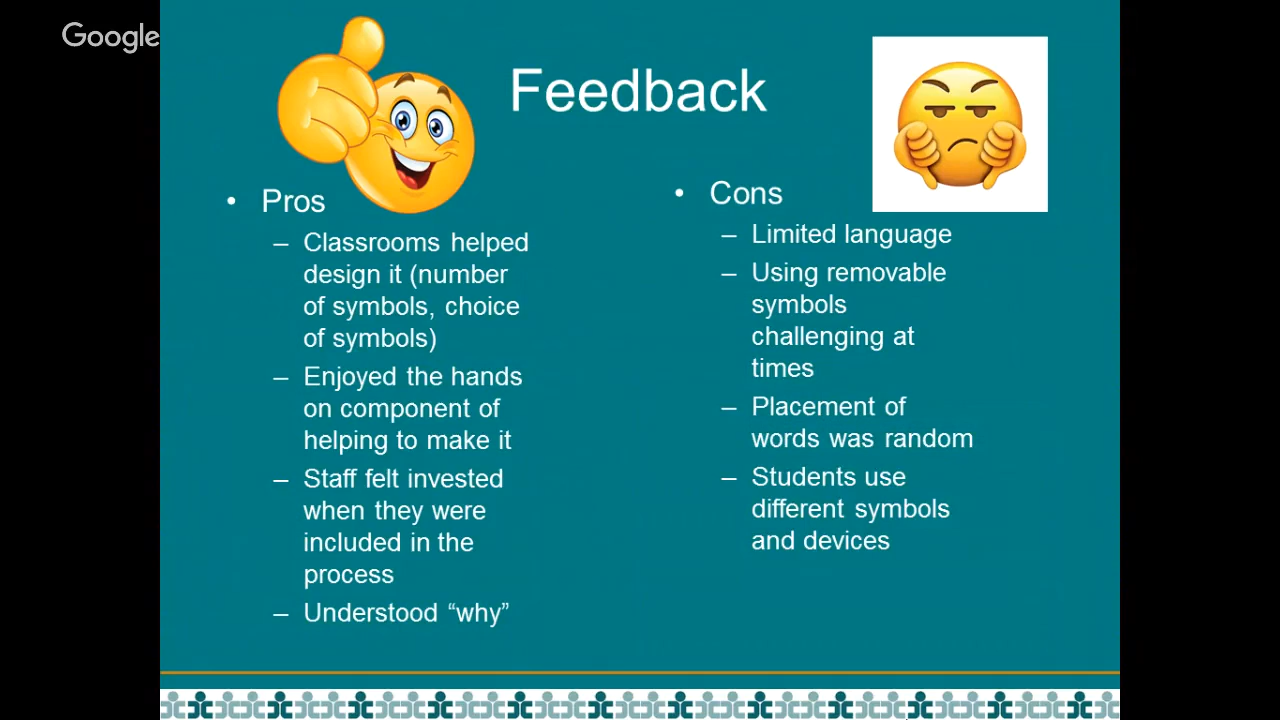 Google
Feedback
• Pros
– Classrooms helped
design it (number
of symbols, choice
of symbols)
– Enjoyed the hands
on component of
helping to make it
– Staff felt invested
when they were
included in the
process
– Understood “why”
• Cons
– Limited language
– Using removable
symbols
challenging at
times
– Placement of
words was random
– Students use
different symbols
and devices